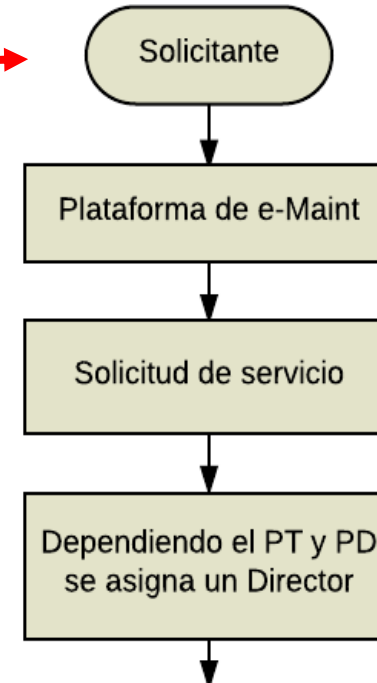 Solicitante
Plataforma de e-Maint
Solicitud de servicio
Dependiendo el PT y PD
se asigna un Director